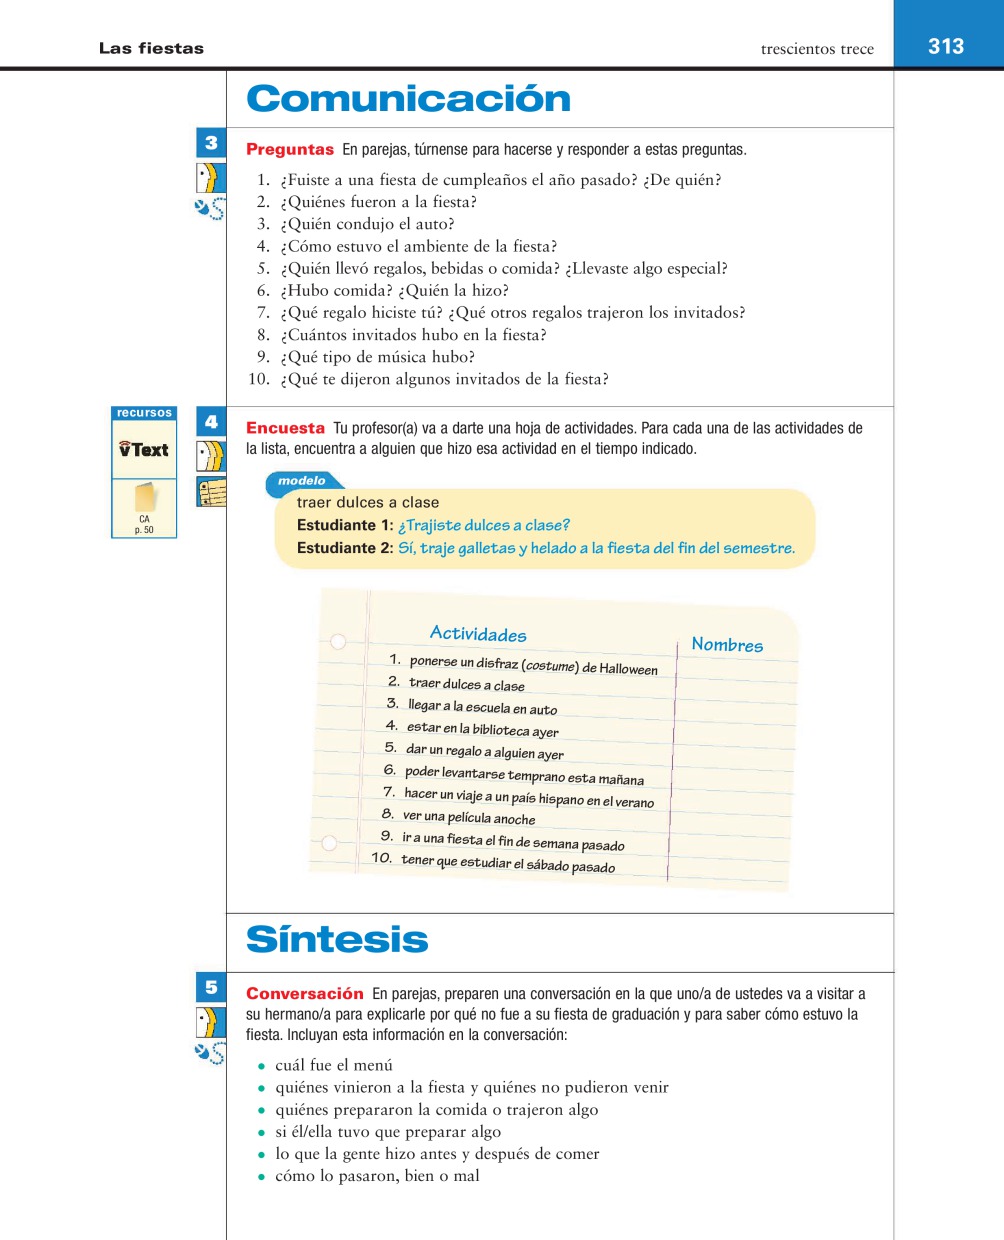 Las fiestas
trescientos trece
313
Comunicación
3
Preguntas En parejas, túrnense para hacerse y responder a estas preguntas.
1. ¿Fuiste a una fiesta de cumpleaños el año pasado? ¿De quién?
2. ¿Quiénes fueron a la fiesta?
3. ¿Quién condujo el auto?
4. ¿Cómo estuvo el ambiente de la fiesta?
5. ¿Quién llevó regalos, bebidas o comida? ¿Llevaste algo especial?
6. ¿Hubo comida? ¿Quién la hizo?
7. ¿Qué regalo hiciste tú? ¿Qué otros regalos trajeron los invitados?
8. ¿Cuántos invitados hubo en la fiesta?
9. ¿Qué tipo de música hubo?
10. ¿Qué te dijeron algunos invitados de la fiesta?
recursos
vText
CA
p. 50
4
Encuesta Tu profesor(a) va a darte una hoja de actividades. Para cada una de las actividades de
la lista, encuentra a alguien que hizo esa actividad en el tiempo indicado.
modelo
traer dulces a clase
Estudiante 1: ¿Trajiste dulces a clase?
Estudiante 2: Sí, traje galletas y helado a la fiesta del fin del semestre.
Actividades
Nombres
1. ponerse un disfraz (costume) de Halloween
2. traer dulces a clase
3. llegar a la escuela en auto
4. estar en la biblioteca ayer
5. dar un regalo a alguien ayer
6. poder levantarse temprano esta mañana
7. hacer un viaje a un país hispano en el verano
8. ver una película anoche
9. ir a una fiesta el fin de semana pasado
10. tener que estudiar el sábado pasado
Síntesis
5
Conversación En parejas, preparen una conversación en la que uno/a de ustedes va a visitar a
su hermano/a para explicarle por qué no fue a su fiesta de graduación y para saber cómo estuvo la
fiesta. Incluyan esta información en la conversación:
• cuál fue el menú
• quiénes vinieron a la fiesta y quiénes no pudieron venir
• quiénes prepararon la comida o trajeron algo
• si él/ella tuvo que preparar algo
• lo que la gente hizo antes y después de comer
• cómo lo pasaron, bien o mal